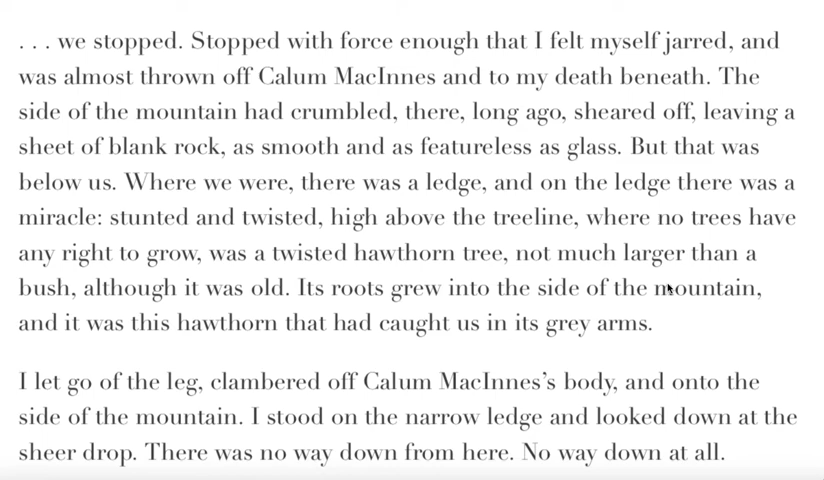 . . . we stopped. Stopped with force enough that I felt myself jarred, and
was almost thrown off Calum MacInnes and to my death beneath. The
side of the mountain had crumbled, there, long ago, sheared off, leaving a
sheet of blank rock, as smooth and as featureless as glass. But that was
below us. Where we were, there was a ledge, and on the ledge there was a
miracle: stunted and twisted, high above the treeline, where no trees have
any right to grow, was a twisted hawthorn tree, not much larger than a
bush, although it was old. Its roots grew into the side of the mountain,
and it was this hawthorn that had caught us in its grey arms.
I let go of the leg, clambered off Calum MacInnes’s body, and onto the
side of the mountain. I stood on the narrow ledge and looked down at the
sheer drop. There was no way down from here. No way down at all.